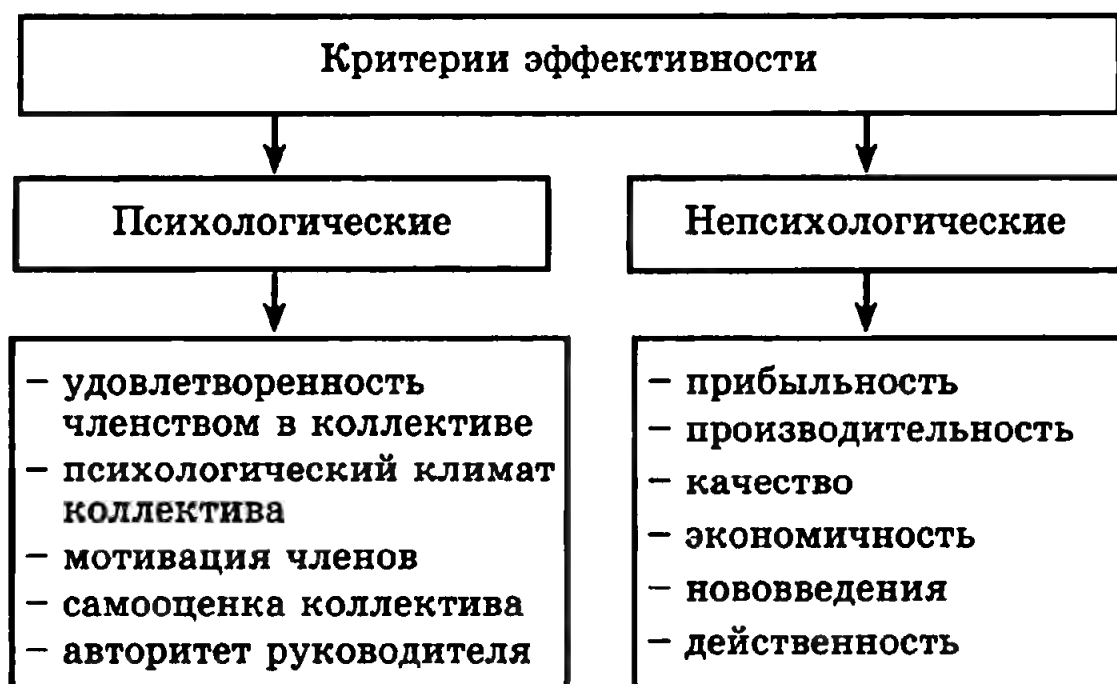 Критерии эффективности
Психологические
Непсихологические
– удовлетворенность
членством в коллективе
– психологический климат
коллектива
– мотивация членов
– самооценка коллектива
– авторитет руководителя
– прибыльность
– производительность
– качество
– экономичность
– нововведения
– действенность